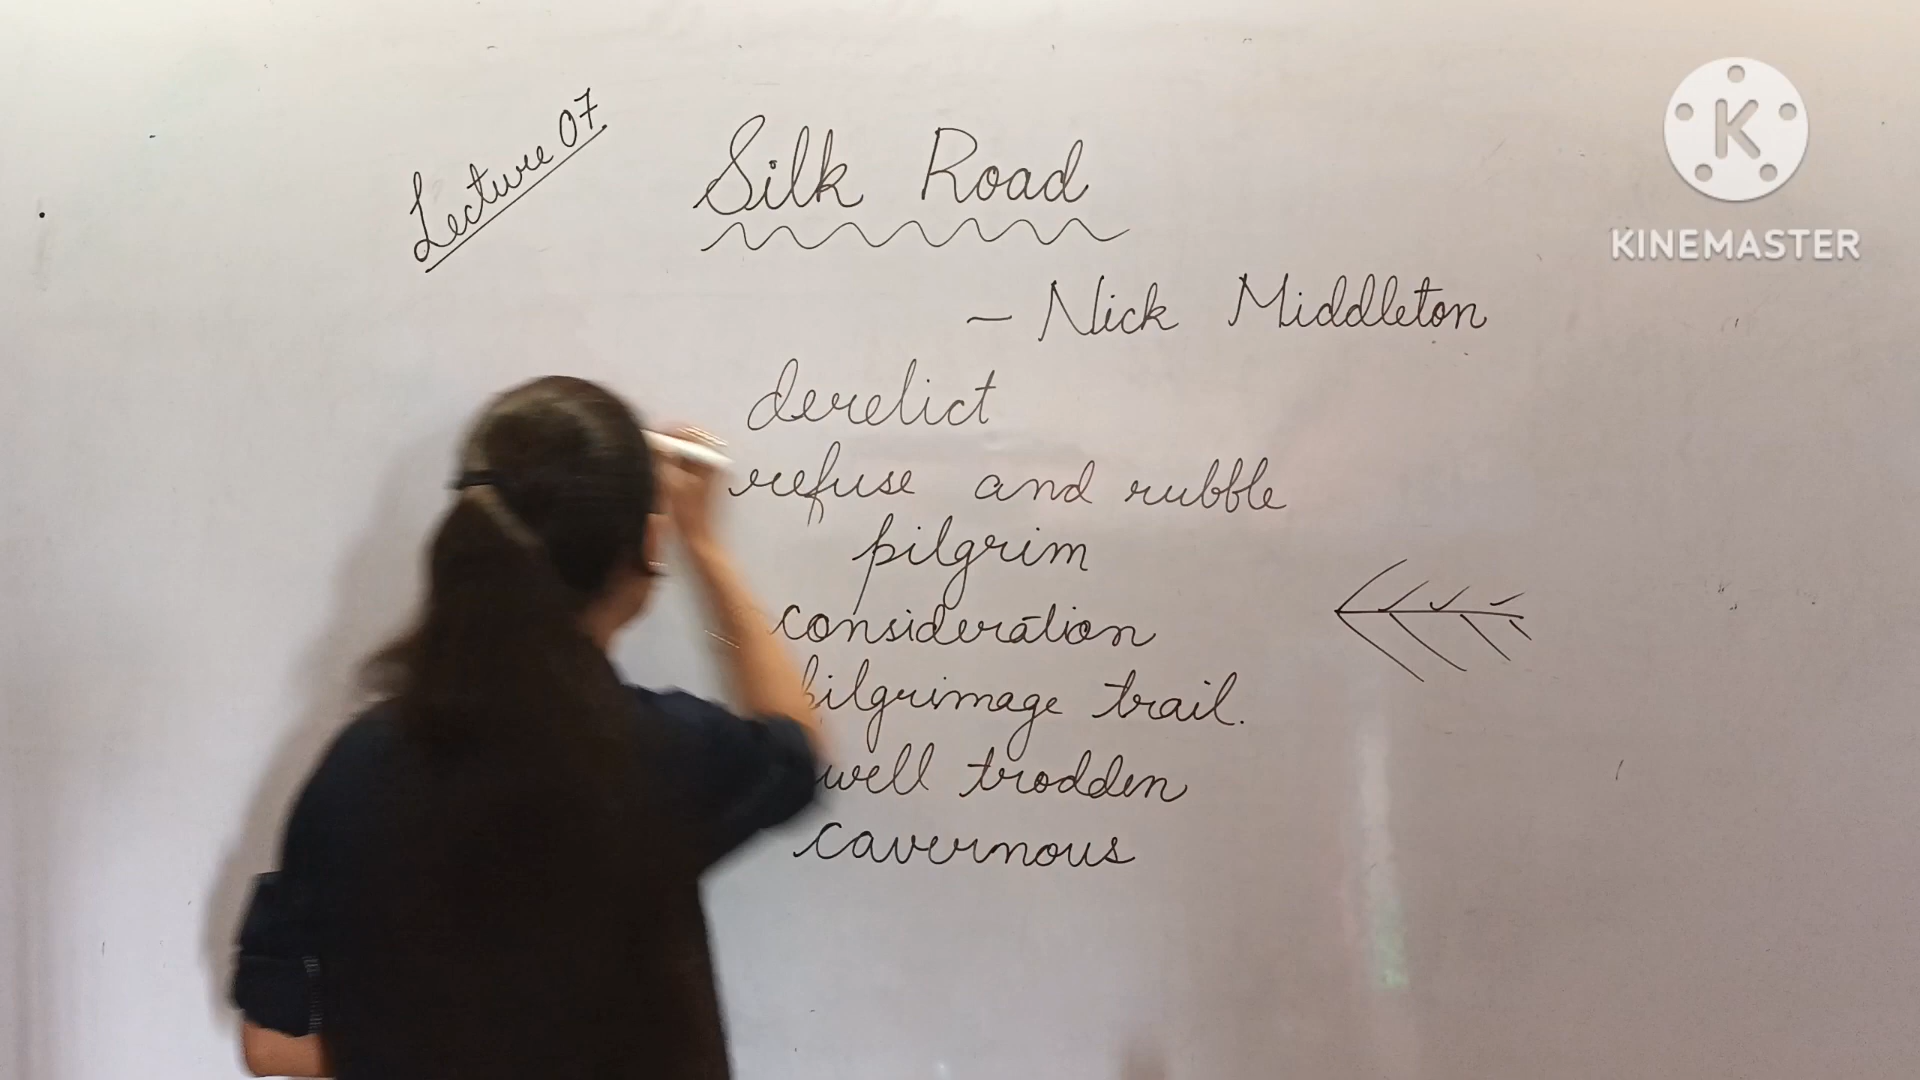 Lecture 07.
Silk Road
– Nick Middleton
derelict
refuse and rubble
pilgrim
consideration
pilgrimage trail.
well trodden
cavernous
K
KINEMASTER